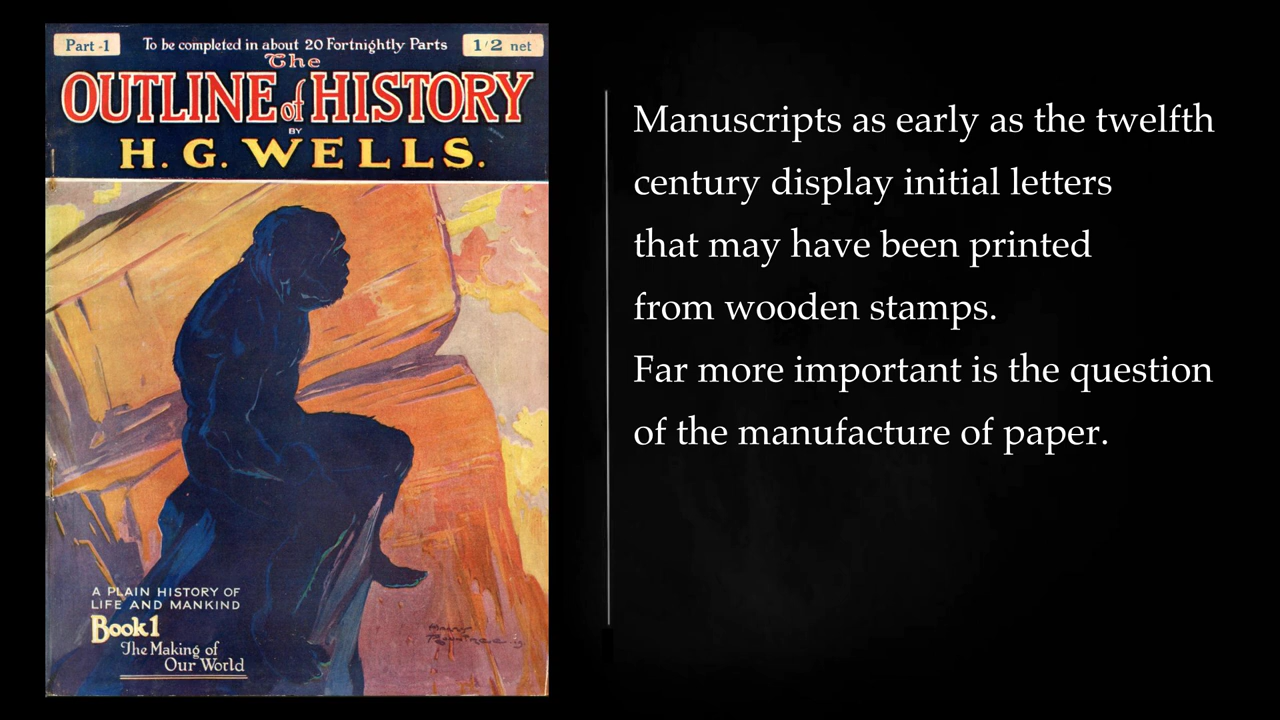 Part -1
To be completed in about 20 Fortnightly Parts
1/2 net
The
OUTLINE of HISTORY
BY
H. G. WELLS.
A PLAIN HISTORY OF
LIFE AND MANKIND
Book 1
The Making of
Our World
Manuscripts as early as the twelfth
century display initial letters
that may have been printed
from wooden stamps.
Far more important is the question
of the manufacture of paper.